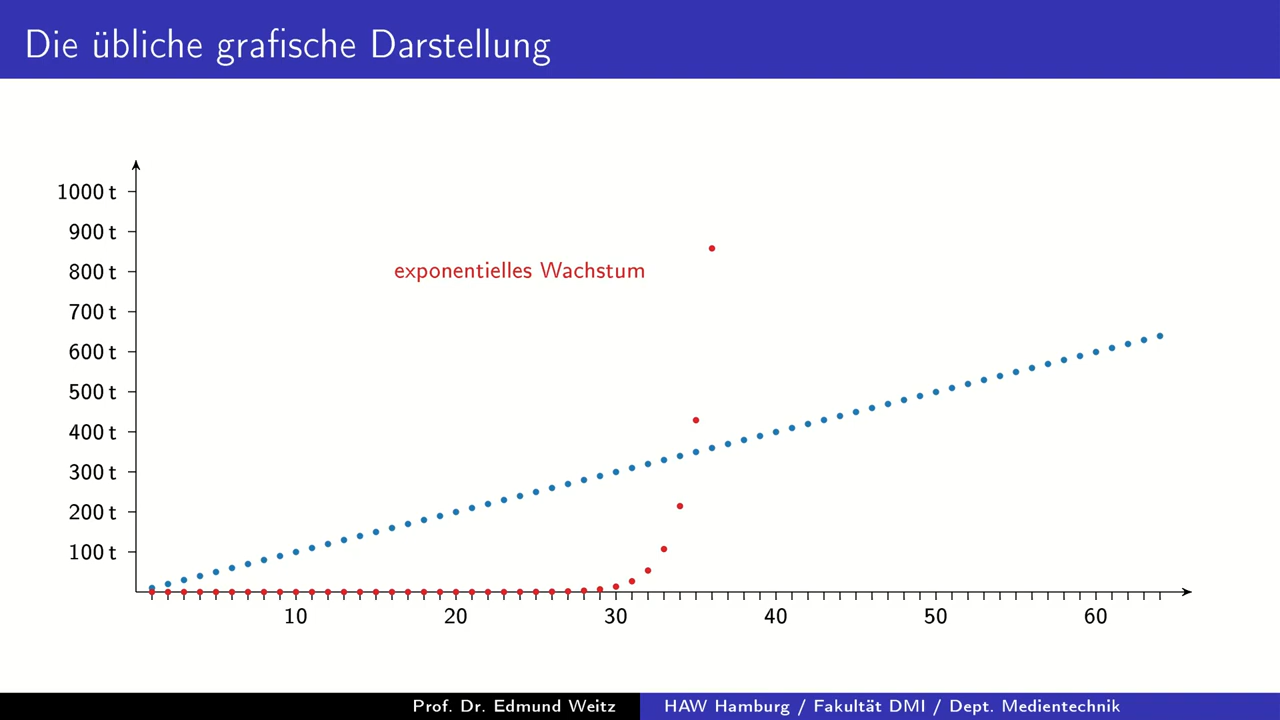 Die übliche grafische Darstellung
1000 t
900 t
800 t
exponentielles Wachstum
700 t
600 t
500 t
400 t
300 t
200 t
100 t
10 20 30 40 50 60
Prof. Dr. Edmund Weitz HAW Hamburg / Fakultät DMI / Dept. Medientechnik